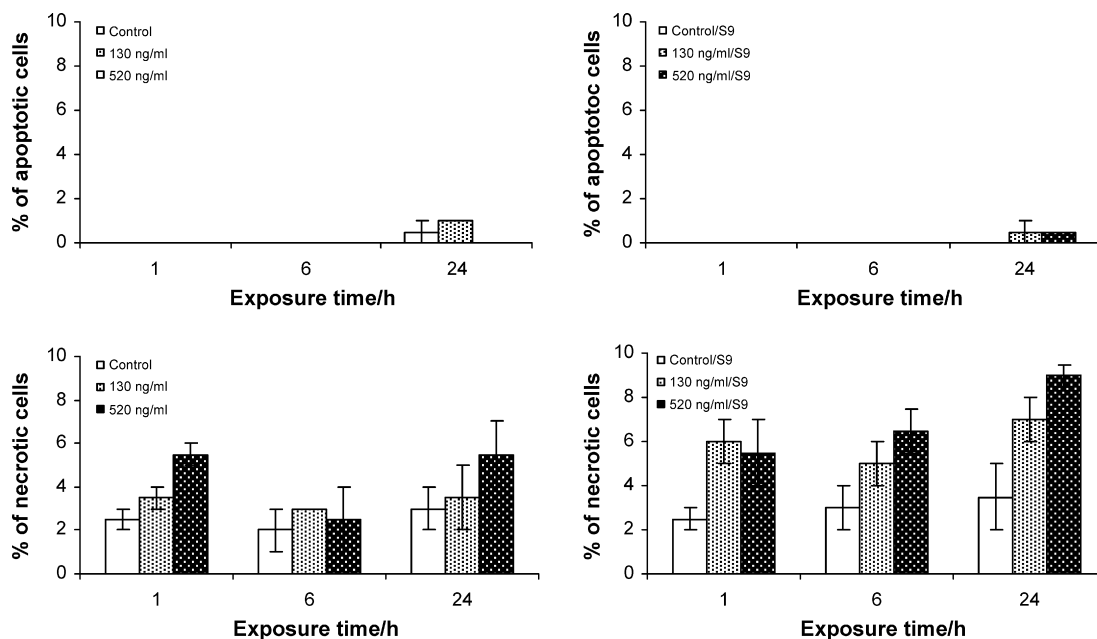 % of apoptotic cells
10
8
6
4
2
0
Control
130 ng/ml
520 ng/ml
1 6 24
Exposure time/h
% of apoptotoc cells
10
8
6
4
2
0
Control/S9
130 ng/ml/S9
520 ng/ml/S9
1 6 24
Exposure time/h
% of necrotic cells
10
8
6
4
2
0
Control
130 ng/ml
520 ng/ml
1 6 24
Exposure time/h
% of necrotic cells
10
8
6
4
2
0
Control/S9
130 ng/ml/S9
520 ng/ml/S9
1 6 24
Exposure time/h